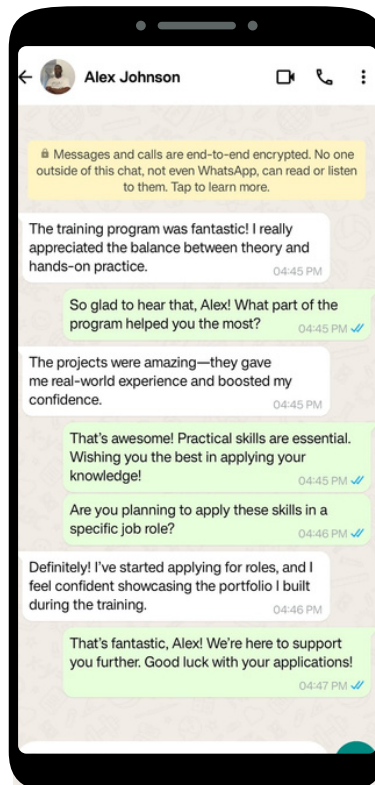 Alex Johnson
Messages and calls are end-to-end encrypted. No one
outside of this chat, not even WhatsApp, can read or listen
to them. Tap to learn more.
The training program was fantastic! I really
appreciated the balance between theory and
hands-on practice.
04:45 PM
So glad to hear that, Alex! What part of the
program helped you the most?
04:45 PM
The projects were amazing—they gave
me real-world experience and boosted my
confidence.
04:45 PM
That's awesome! Practical skills are essential.
Wishing you the best in applying your
knowledge!
04:45 PM
Are you planning to apply these skills in a
specific job role?
04:46 PM
Definitely! I've started applying for roles, and I
feel confident showcasing the portfolio I built
during the training.
04:46 PM
That's fantastic, Alex! We're here to support
you further. Good luck with your applications!
04:47 PM